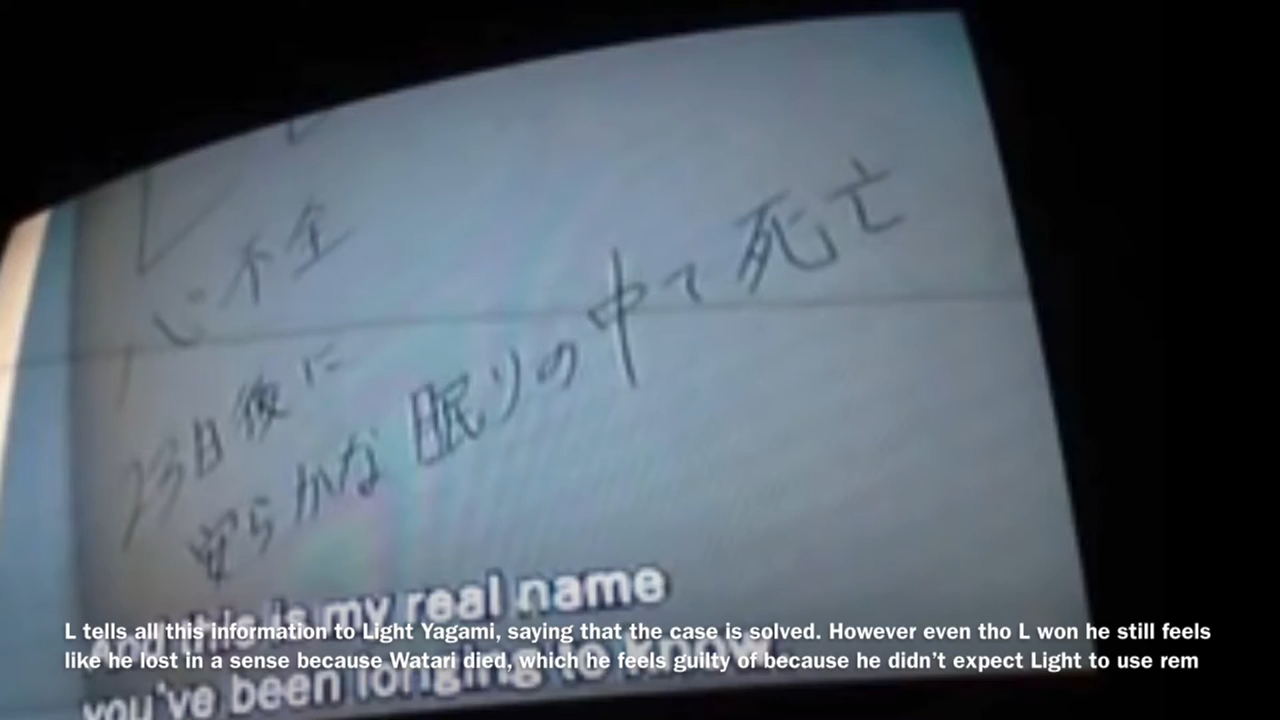 心不全
23日後に
安らかな眠りの中で死亡
And this is my real name
you've been longing to know.
L tells all this information to Light Yagami, saying that the case is solved. However even tho L won he still feels
like he lost in a sense because Watari died, which he feels guilty of because he didn't expect Light to use rem